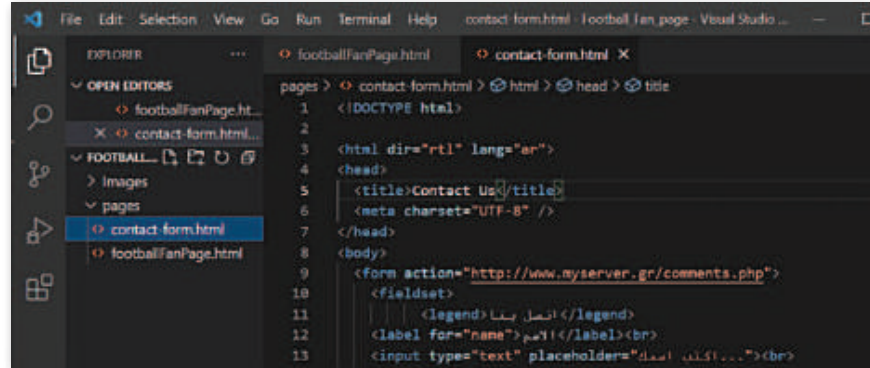 File Edit Selection View Go Run Terminal Help contact-form.html - Football_Fan_page - Visual Studio ...
EXPLORER ...
footballFanPage.html
contact-form.html ×
OPEN EDITORS
footballFanPage.ht...
× contact-form.html...
FOOTBALL...
> Images
pages
contact-form.html
footballFanPage.html
pages > contact-form.html > html > head > title
1 <!DOCTYPE html>
2
3 <html dir="rtl" lang="ar">
4 <head>
5 <title>Contact Us</title>
6 <meta charset="UTF-8" />
7 </head>
8 <body>
9 <form action="http://www.myserver.gr/comments.php">
10 <fieldset>
11 <legend>اتصل بنا</legend>
12 <label for="name">الاسم</label><br>
13 <input type="text" placeholder="اكتب اسمك..."><br>